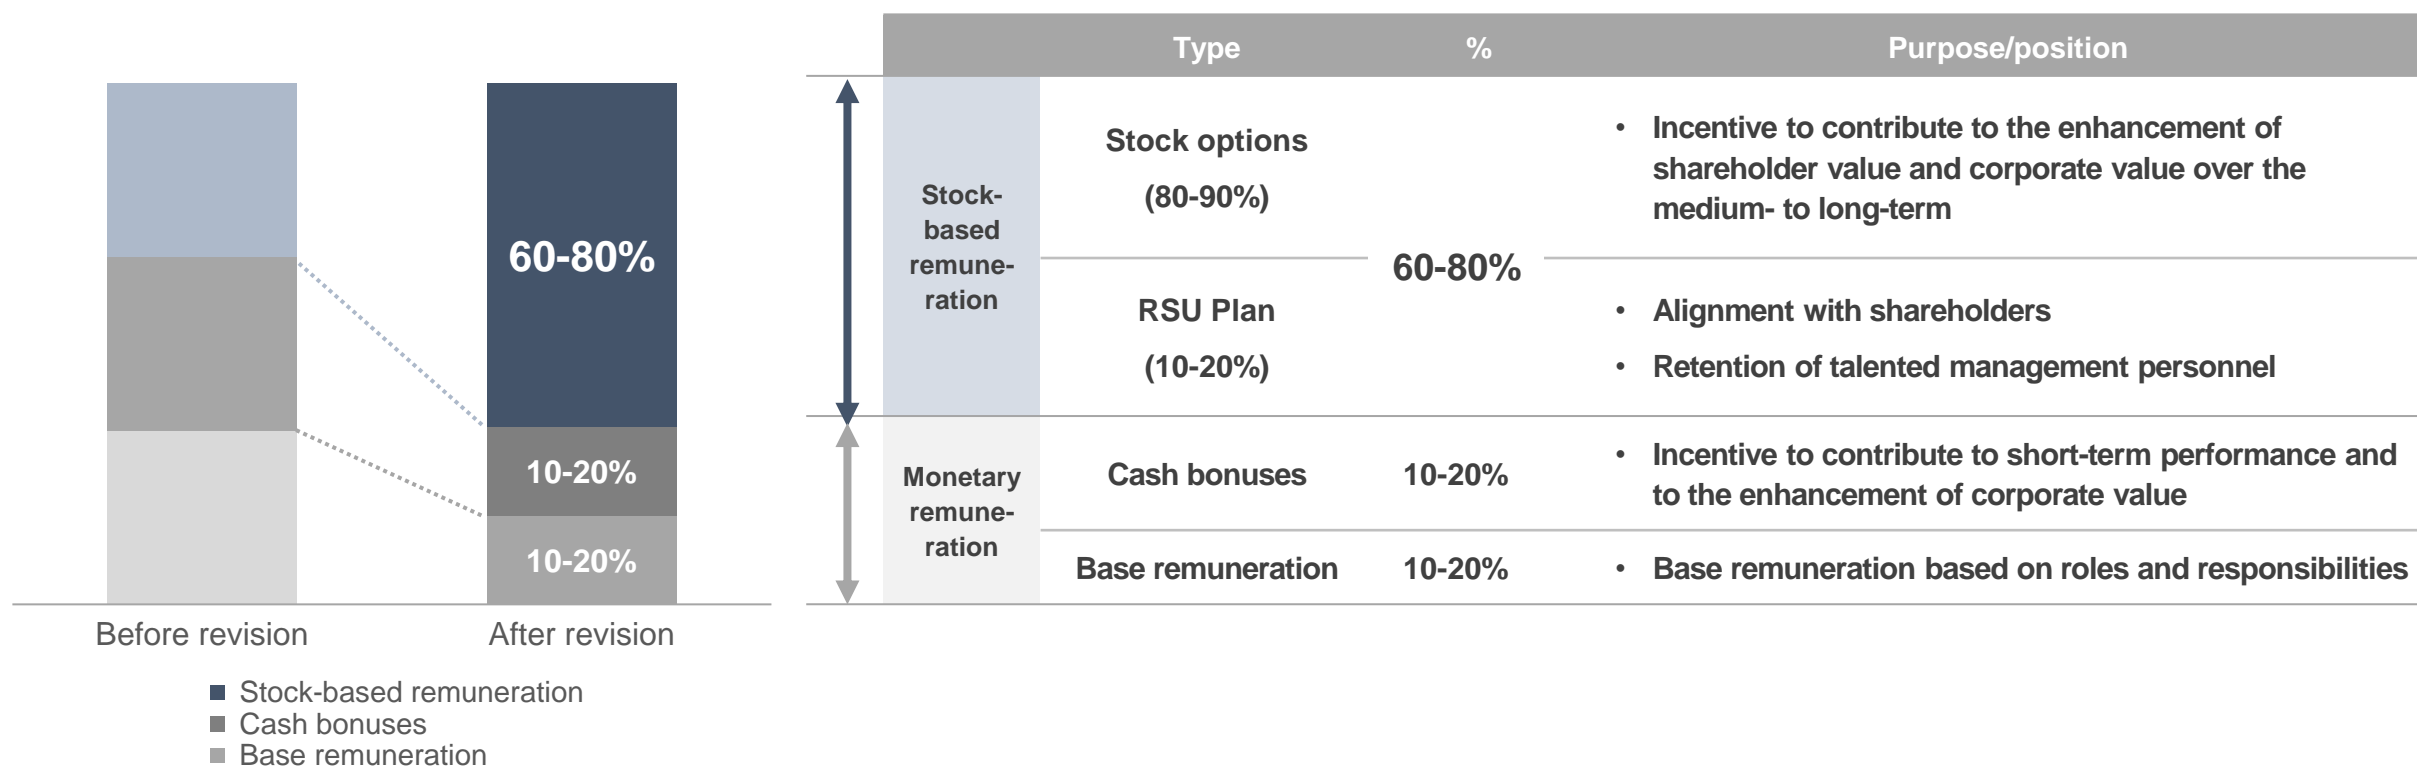 60-80%
10-20%
10-20%
Before revision
After revision
Stock-based remuneration
Cash bonuses
Base remuneration
Type
%
Purpose/position
Stock-
based
remune-
ration
Stock options
(80-90%)
60-80%
• Incentive to contribute to the enhancement of
shareholder value and corporate value over the
medium- to long-term
RSU Plan
(10-20%)
• Alignment with shareholders
• Retention of talented management personnel
Monetary
remune-
ration
Cash bonuses
10-20%
• Incentive to contribute to short-term performance and
to the enhancement of corporate value
Base remuneration
10-20%
• Base remuneration based on roles and responsibilities